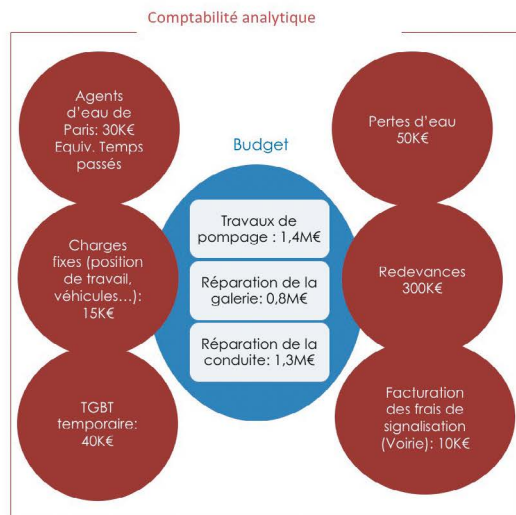 Comptabilité analytique
Agents
d’eau de
Paris: 30K€
Equiv. Temps
passés
Charges
fixes (position
de travail,
véhicules…):
15K€
TGBT
temporaire:
40K€
Budget
Travaux de
pompage : 1,4M€
Réparation de la
galerie: 0,8M€
Réparation de la
conduite: 1,3M€
Pertes d’eau
50K€
Redevances
300K€
Facturation
des frais de
signalisation
(Voirie): 10K€